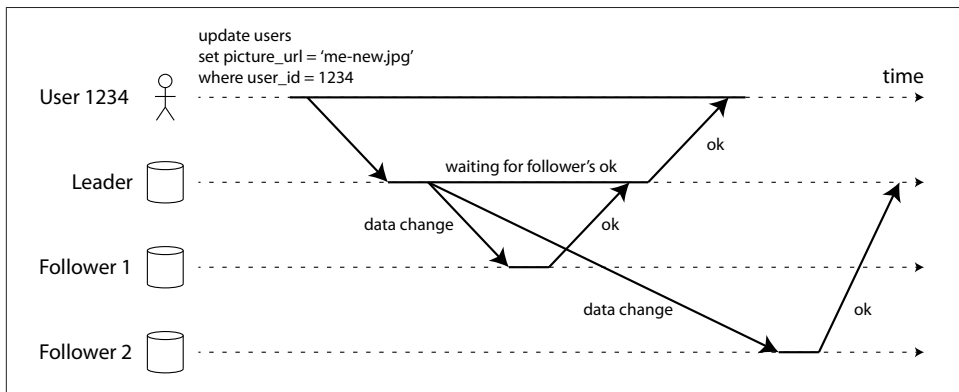 update users
set picture_url = ‘me-new.jpg’
where user_id = 1234
time
User 1234
ok
waiting for follower’s ok
Leader
data change
ok
Follower 1
data change
ok
Follower 2